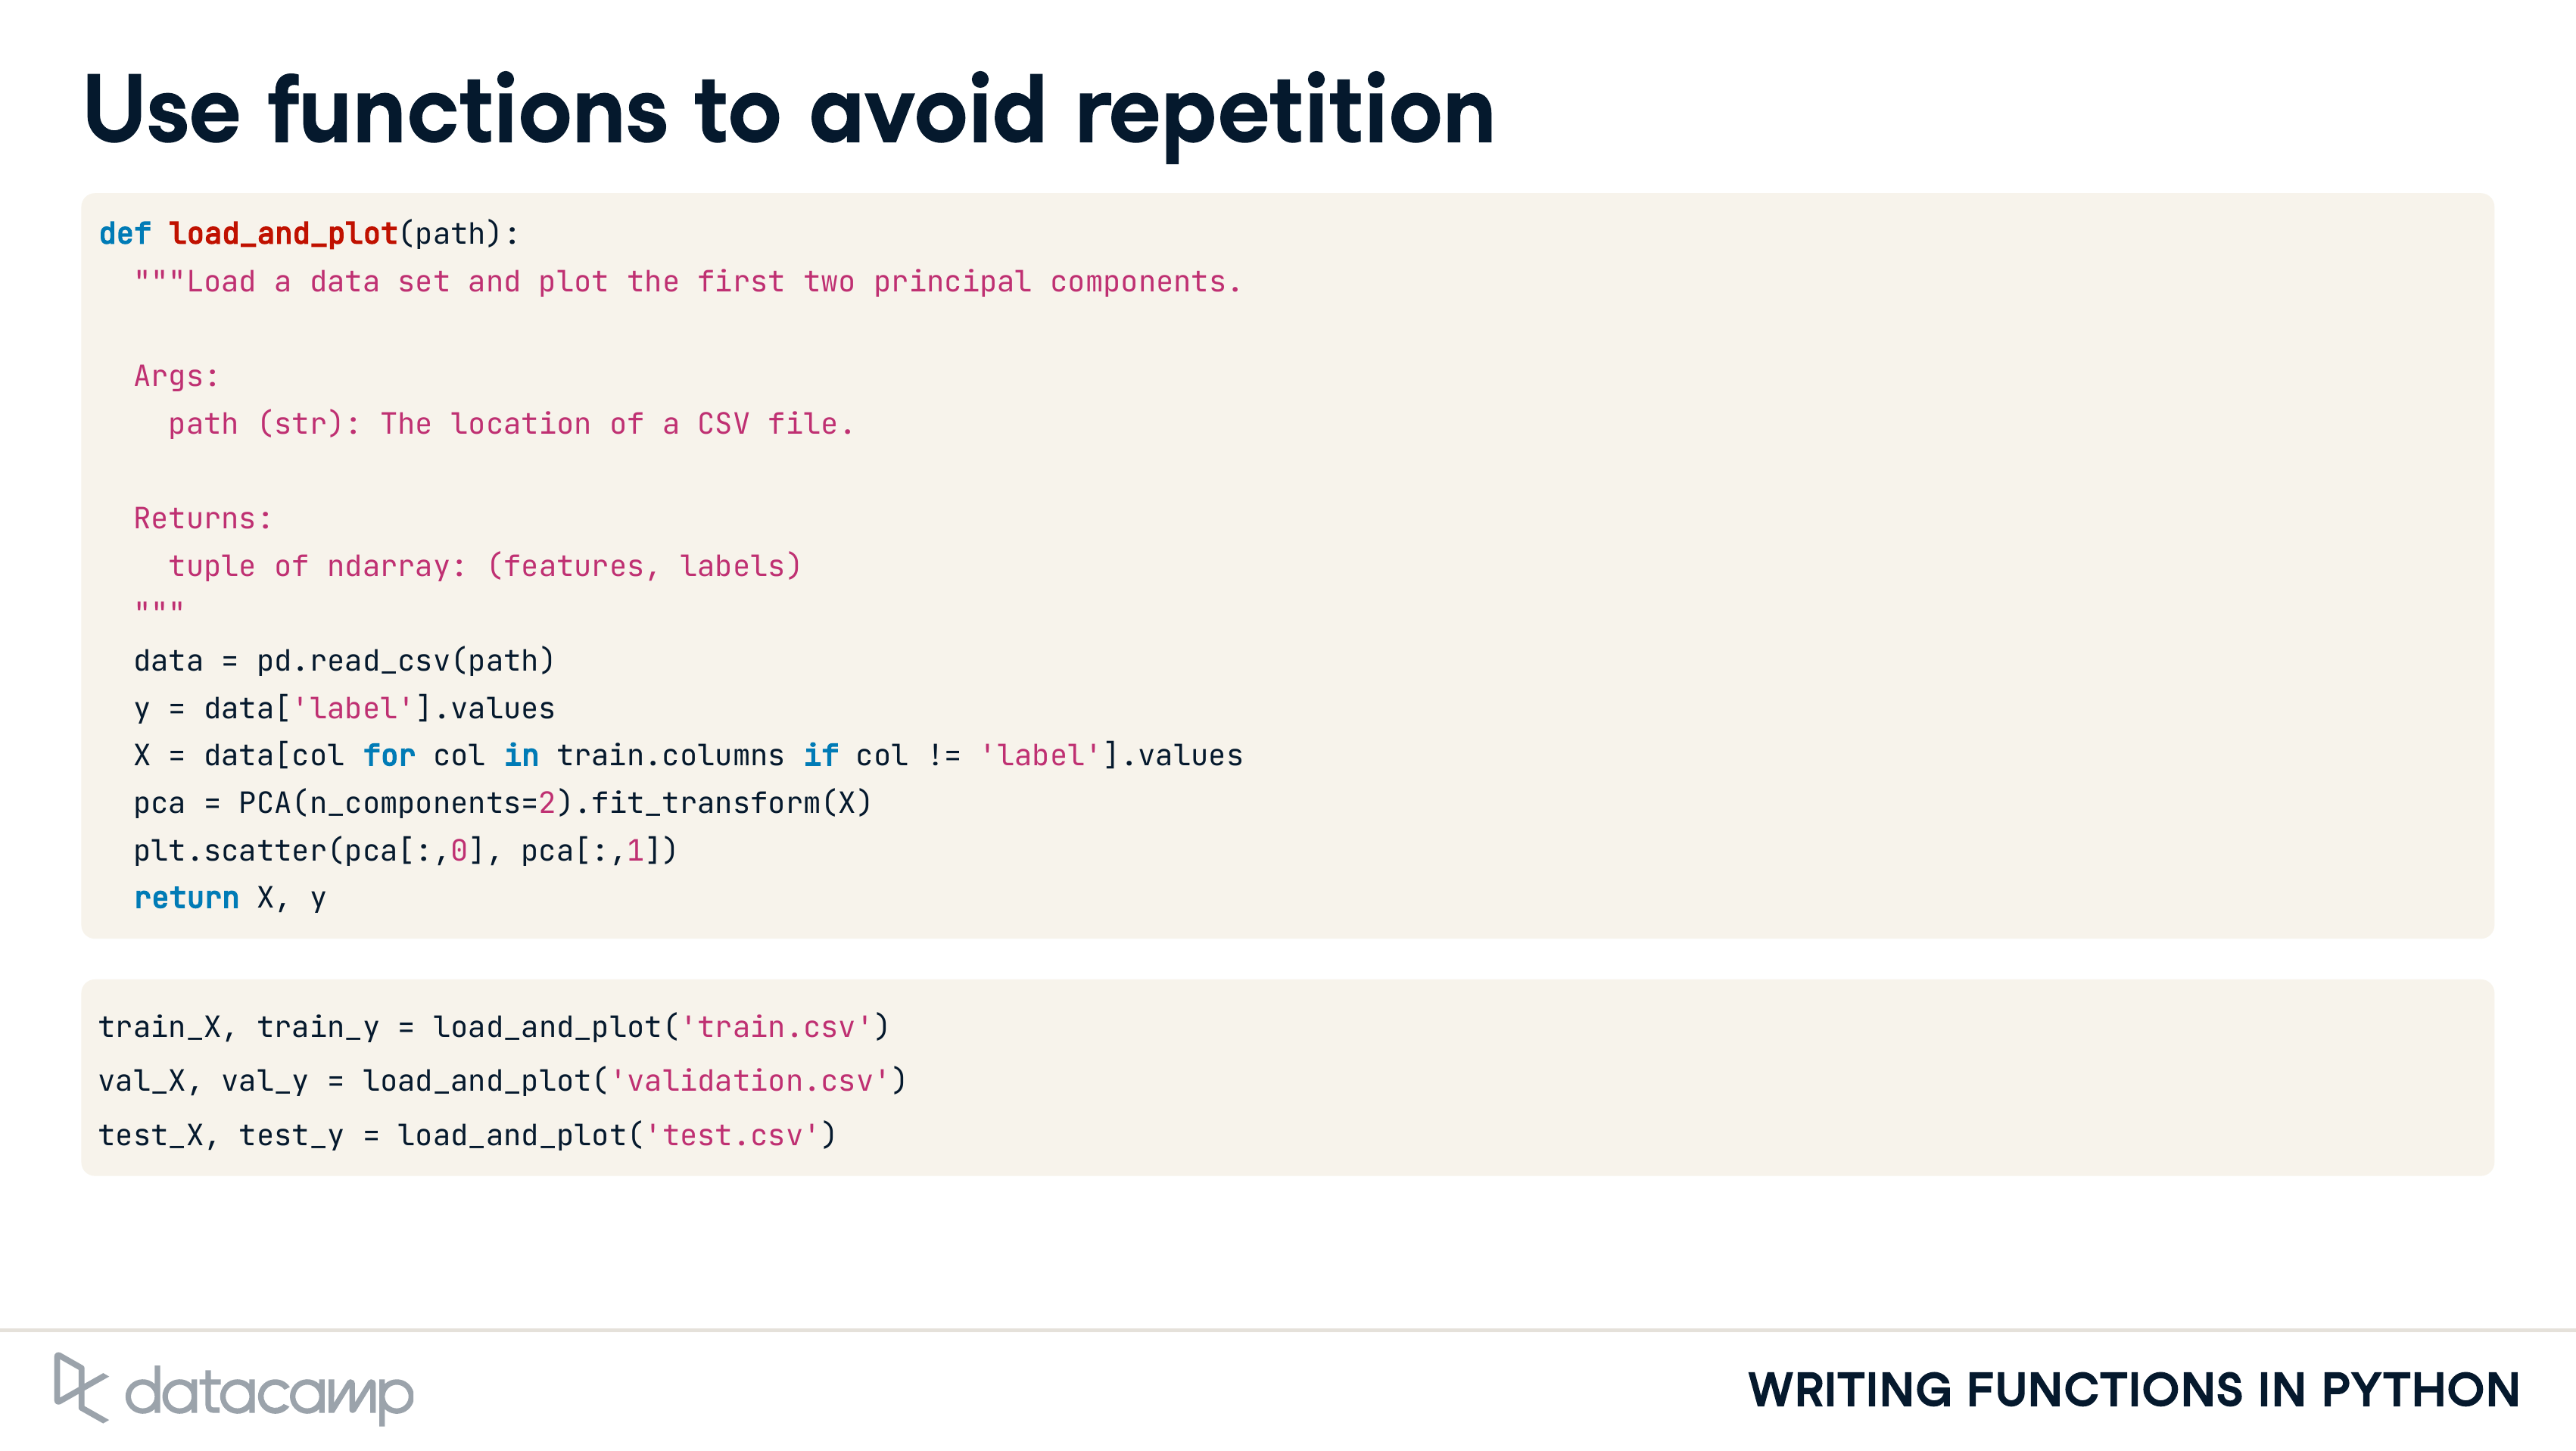 Use functions to avoid repetition
def load_and_plot(path):
  """Load a data set and plot the first two principal components.

  Args:
    path (str): The location of a CSV file.

  Returns:
    tuple of ndarray: (features, labels)
  """
  data = pd.read_csv(path)
  y = data['label'].values
  X = data[col for col in train.columns if col != 'label'].values
  pca = PCA(n_components=2).fit_transform(X)
  plt.scatter(pca[:,0], pca[:,1])
  return X, y
train_X, train_y = load_and_plot('train.csv')
val_X, val_y = load_and_plot('validation.csv')
test_X, test_y = load_and_plot('test.csv')
datacamp
WRITING FUNCTIONS IN PYTHON